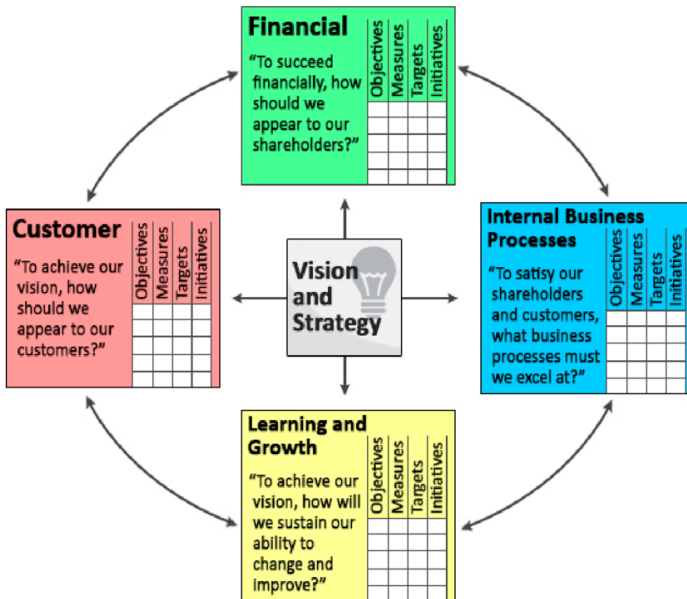 Financial
"To succeed
financially, how
should we
appear to our
shareholders?"
Objectives
Measures
Targets
Initiatives
Customer
"To achieve our
vision, how
should we
appear to our
customers?"
Objectives
Measures
Targets
Initiatives
Vision
and
Strategy
Internal Business
Processes
"To satisy our
shareholders
and customers,
what business
processes must
we excel at?"
Objectives
Measures
Targets
Initiatives
Learning and
Growth
"To achieve our
vision, how will
we sustain our
ability to
change and
improve?"
Objectives
Measures
Targets
Initiatives